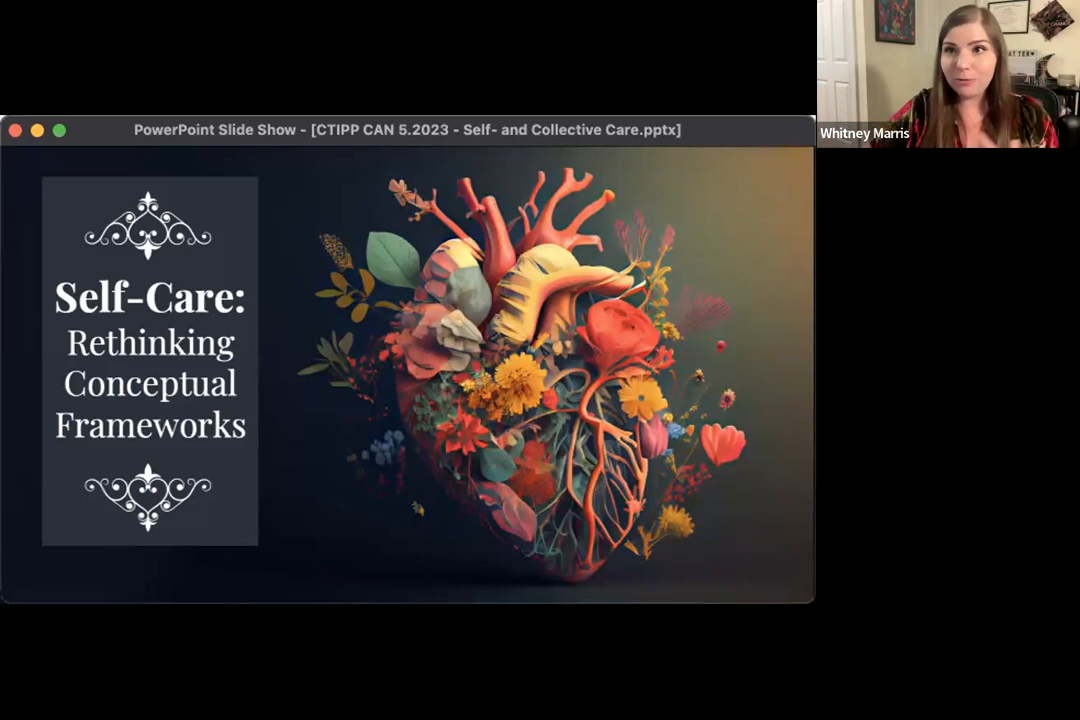 PowerPoint Slide Show - [CTIPP CAN 5.2023 - Self- and Collective Care.pptx]
Whitney Marris
Self-Care:
Rethinking
Conceptual
Frameworks